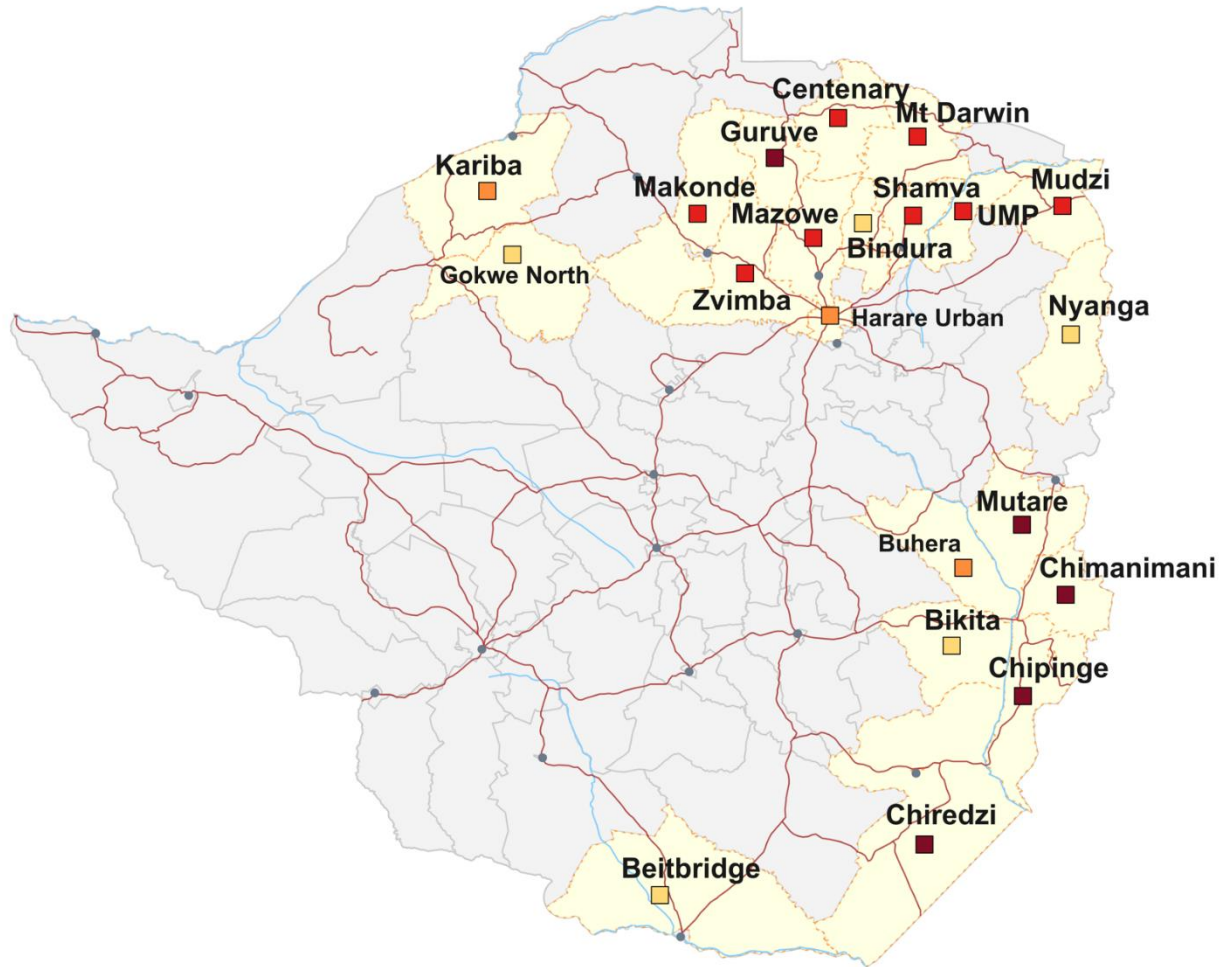 Centenary
Mt Darwin
Guruve
Kariba
Makonde
Shamva
Mudzi
Mazowe
UMP
Bindura
Gokwe North
Zvimba
Harare Urban
Nyanga
Mutare
Buhera
Chimanimani
Bikita
Chipinge
Chiredzi
Beitbridge